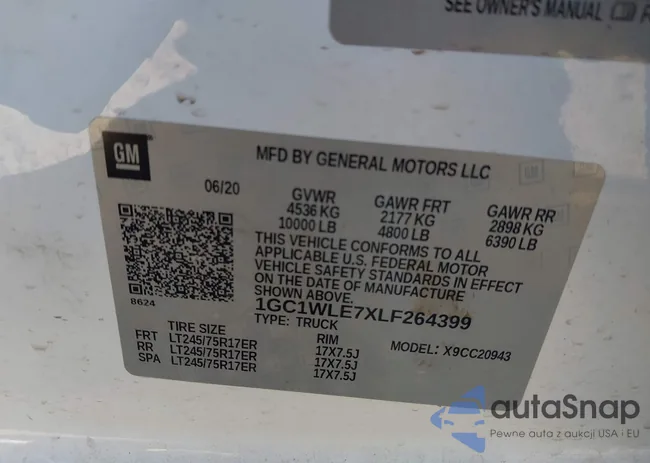 SEE OWNER'S MANUAL
GM
MFD BY GENERAL MOTORS LLC
06/20
GVWR GAWR FRT GAWR RR
4536 KG 2177 KG 2898 KG
10000 LB 4800 LB 6390 LB
THIS VEHICLE CONFORMS TO ALL
APPLICABLE U.S. FEDERAL MOTOR
VEHICLE SAFETY STANDARDS IN EFFECT
ON THE DATE OF MANUFACTURE
SHOWN ABOVE.
8624
1GC1WLE7XLF264399
TYPE: TRUCK
MODEL: X9CC20943
TIRE SIZE RIM
FRT LT245/75R17ER 17X7.5J
RR LT245/75R17ER 17X7.5J
SPA LT245/75R17ER 17X7.5J
autaSnap
Pewne auta z aukcji USA · EU